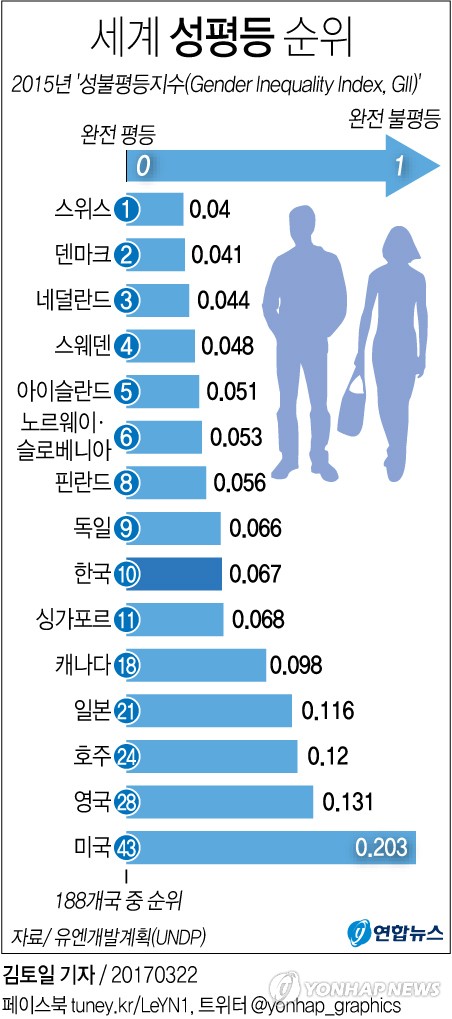 세계 성평등 순위
2015년 '성불평등지수(Gender Inequality Index, GII)'
완전 평등 완전 불평등
0 1
스위스 1 0.04
덴마크 2 0.041
네덜란드 3 0.044
스웨덴 4 0.048
아이슬란드 5 0.051
노르웨이·
슬로베니아 6 0.053
핀란드 8 0.056
독일 9 0.066
한국 10 0.067
싱가포르 11 0.068
캐나다 18 0.098
일본 21 0.116
호주 24 0.12
영국 28 0.131
미국 43 0.203
188개국 중 순위
자료/ 유엔개발계획(UNDP) 연합뉴스
김토일 기자 / 20170322
YONHAPNEWS
페이스북 tuney.kr/LeYN1, 트위터 @yonhap_graphics